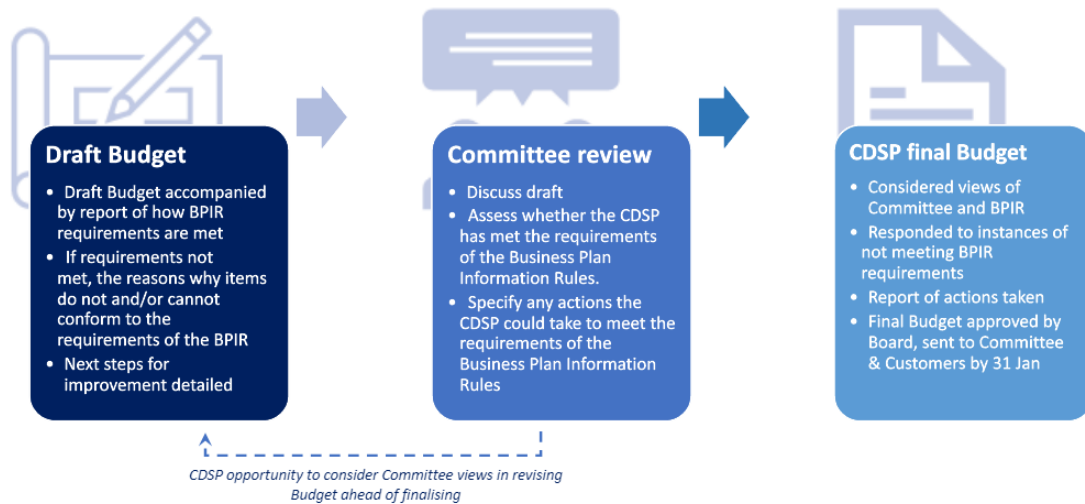 Draft Budget
• Draft Budget accompanied
by report of how BPIR
requirements are met
• If requirements not
met, the reasons why items
do not and/or cannot
conform to the
requirements of the BPIR
• Next steps for
improvement detailed
Committee review
• Discuss draft
• Assess whether the CDSP
has met the requirements
of the Business Plan
Information Rules.
• Specify any actions the
CDSP could take to meet the
requirements of the
Business Plan Information
Rules
CDSP final Budget
• Considered views of
Committee and BPIR
• Responded to instances of
not meeting BPIR
requirements
• Report of actions taken
• Final Budget approved by
Board, sent to Committee
& Customers by 31 Jan
CDSP opportunity to consider Committee views in revising
Budget ahead of finalising